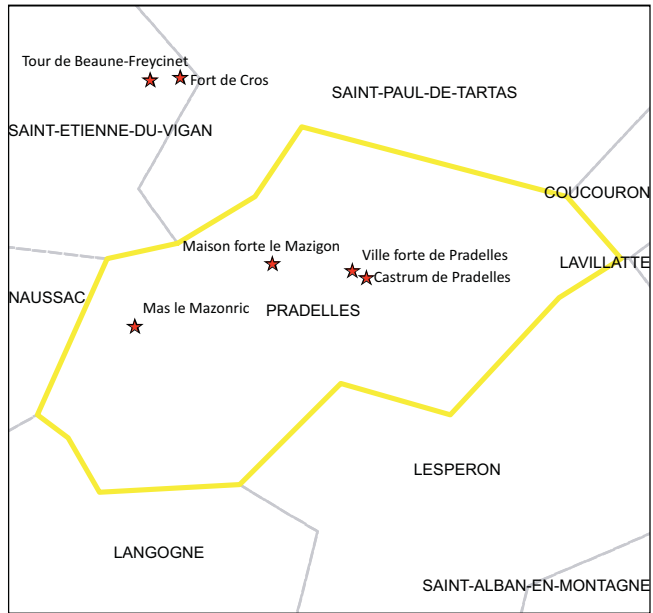 Tour de Beaune-Freycinet
Fort de Cros
SAINT-PAUL-DE-TARTAS
SAINT-ETIENNE-DU-VIGAN
COUCOURON
Maison forte le Mazigon
Ville forte de Pradelles
LAVILLATTE
Castrum de Pradelles
NAUSSAC
Mas le Mazonric
PRADELLES
LESPERON
LANGOGNE
SAINT-ALBAN-EN-MONTAGNE